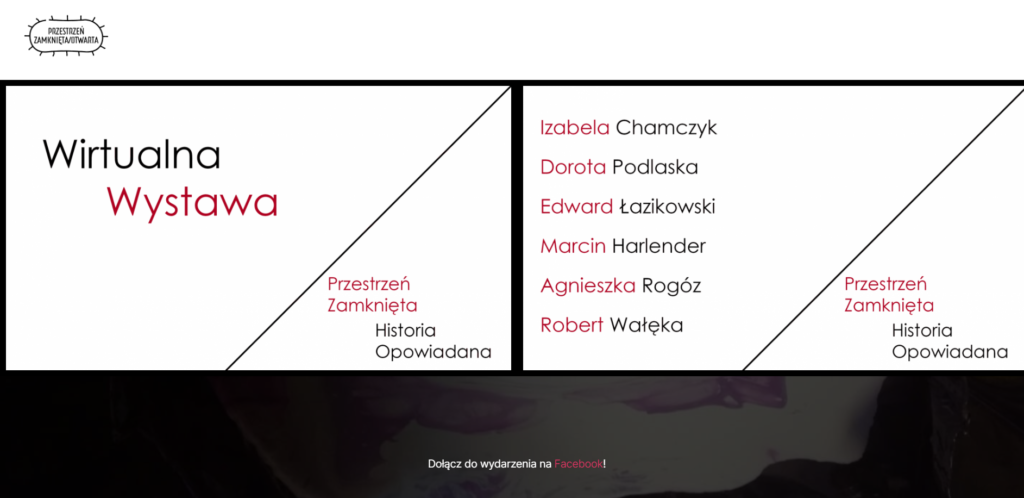 PRZESTRZEŃ
ZAMKNIĘTA/OTWARTA
Wirtualna
Wystawa
Przestrzeń
Zamknięta
Historia
Opowiadana
Izabela Chamczyk
Dorota Podlaska
Edward Łazikowski
Marcin Harlender
Agnieszka Rogóz
Robert Wałęka
Przestrzeń
Zamknięta
Historia
Opowiadana
Dołącz do wydarzenia na Facebook!